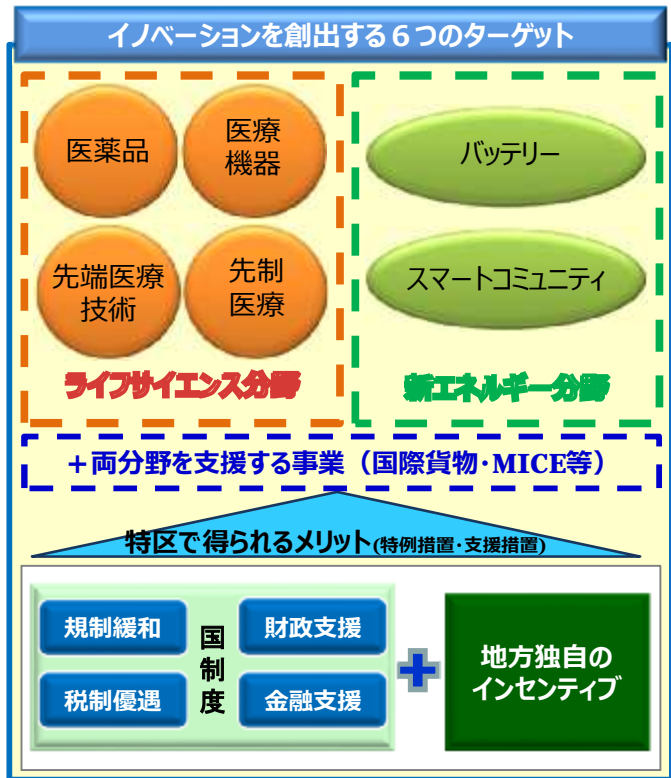 イノベーションを創出する６つのターゲット
医薬品
医療
機器
先端医療
技術
先制
医療
ライフサイエンス分野
バッテリー
スマートコミュニティ
新エネルギー分野
＋両分野を支援する事業（国際貨物・MICE等）
特区で得られるメリット(特例措置・支援措置)
規制緩和
税制優遇
国制度
財政支援
金融支援
地方独自の
インセンティブ